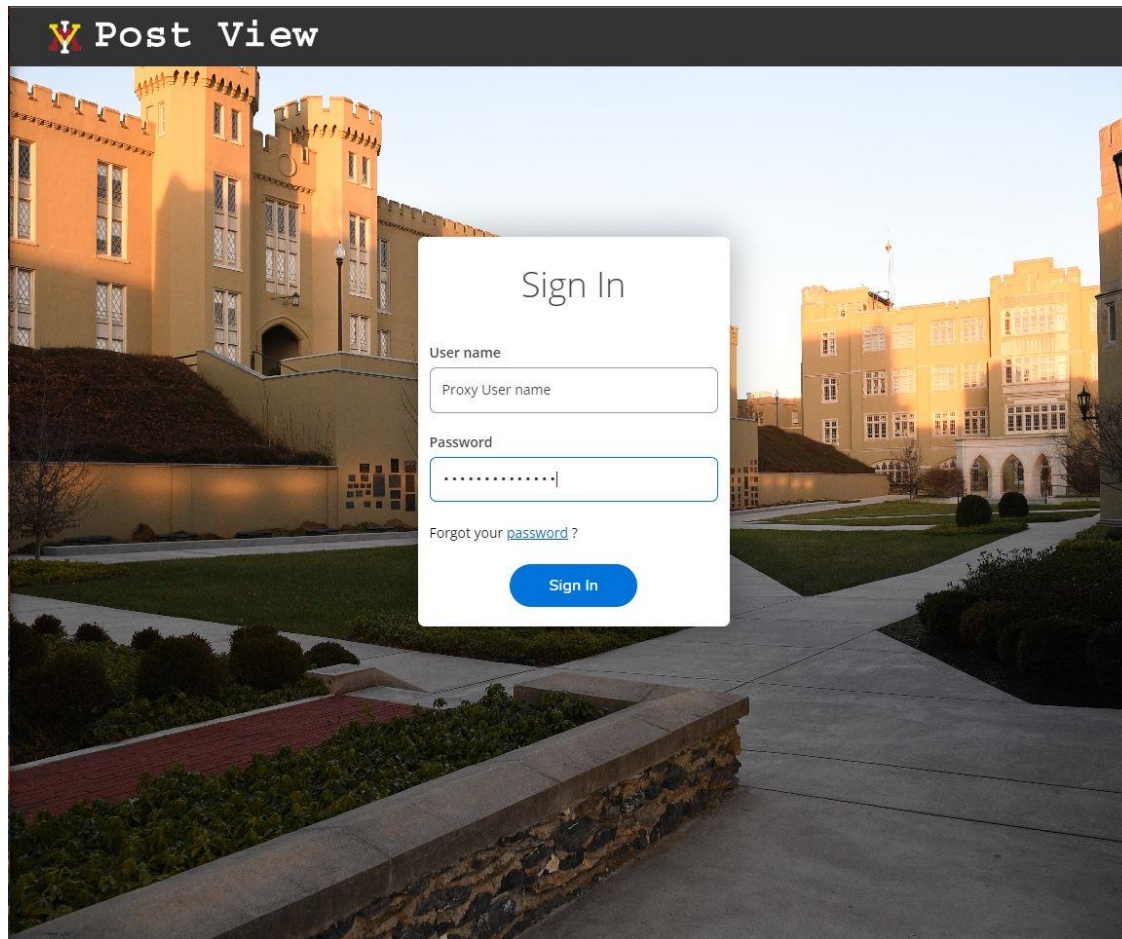 Post View
Sign In
User name
Proxy User name
Password
••••••••••••••
Forgot your password ?
Sign In